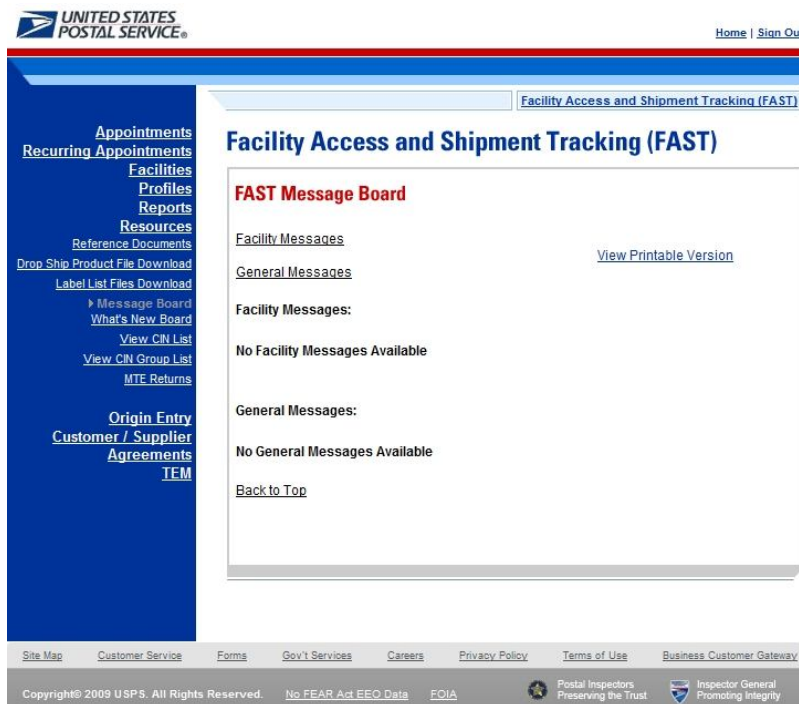 UNITED STATES
POSTAL SERVICE®
Home | Sign Ou
Facility Access and Shipment Tracking (FAST)
Appointments
Recurring Appointments
Facilities
Profiles
Reports
Resources
Reference Documents
Drop Ship Product File Download
Label List Files Download
Message Board
What's New Board
View CIN List
View CIN Group List
MTE Returns
Origin Entry
Customer / Supplier
Agreements
TEM
Facility Access and Shipment Tracking (FAST)
FAST Message Board
Facility Messages
View Printable Version
General Messages
Facility Messages:
No Facility Messages Available
General Messages:
No General Messages Available
Back to Top
Site Map Customer Service Forms Gov't Services Careers Privacy Policy Terms of Use Business Customer Gateway
Copyright© 2009 USPS. All Rights Reserved. No FEAR Act EEO Data FOIA
Postal Inspectors
Preserving the Trust
Inspector General
Promoting Integrity